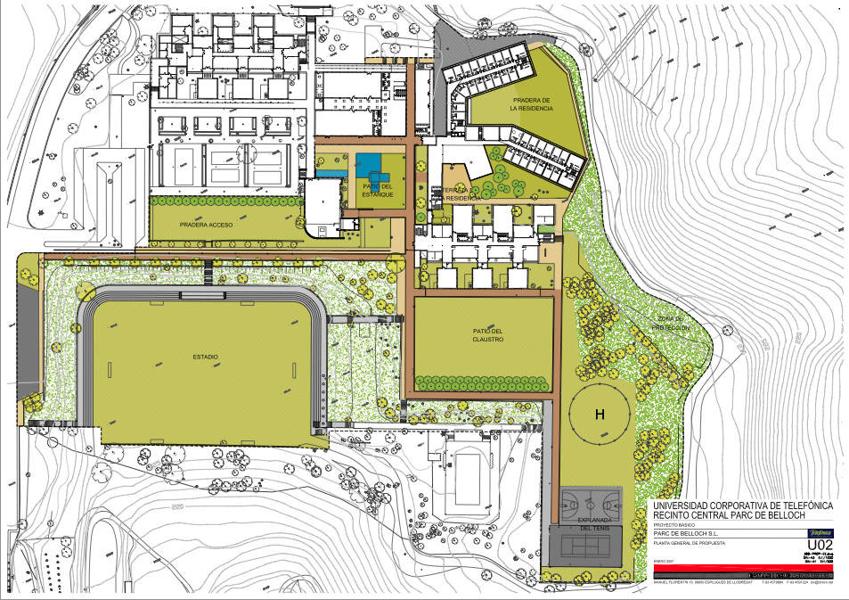 PRADERA DE
LA RESIDENCIA
PATIO DEL
ESTANQUE
TERRAZA
LA RESIDENCIA
PRADERA ACCESO
ZONA DE
PROTECCIÓN
PATIO DEL
CLAUSTRO
ESTADIO
H
EXPLANADA
DEL TENIS
UNIVERSIDAD CORPORATIVA DE TELEFÓNICA
RECINTO CENTRAL PARC DE BELLOCH
PROYECTO BÁSICO
PARC DE BELLOCH S.L.
PLANTA GENERAL DE PROPUESTA
U02
ENERO 2007